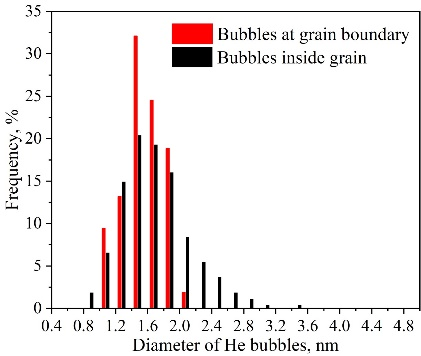 35
30
25
20
15
10
5
0
Frequency, %
Bubbles at grain boundary
Bubbles inside grain
0.4 0.8 1.2 1.6 2.0 2.4 2.8 3.2 3.6 4.0 4.4 4.8
Diameter of He bubbles, nm